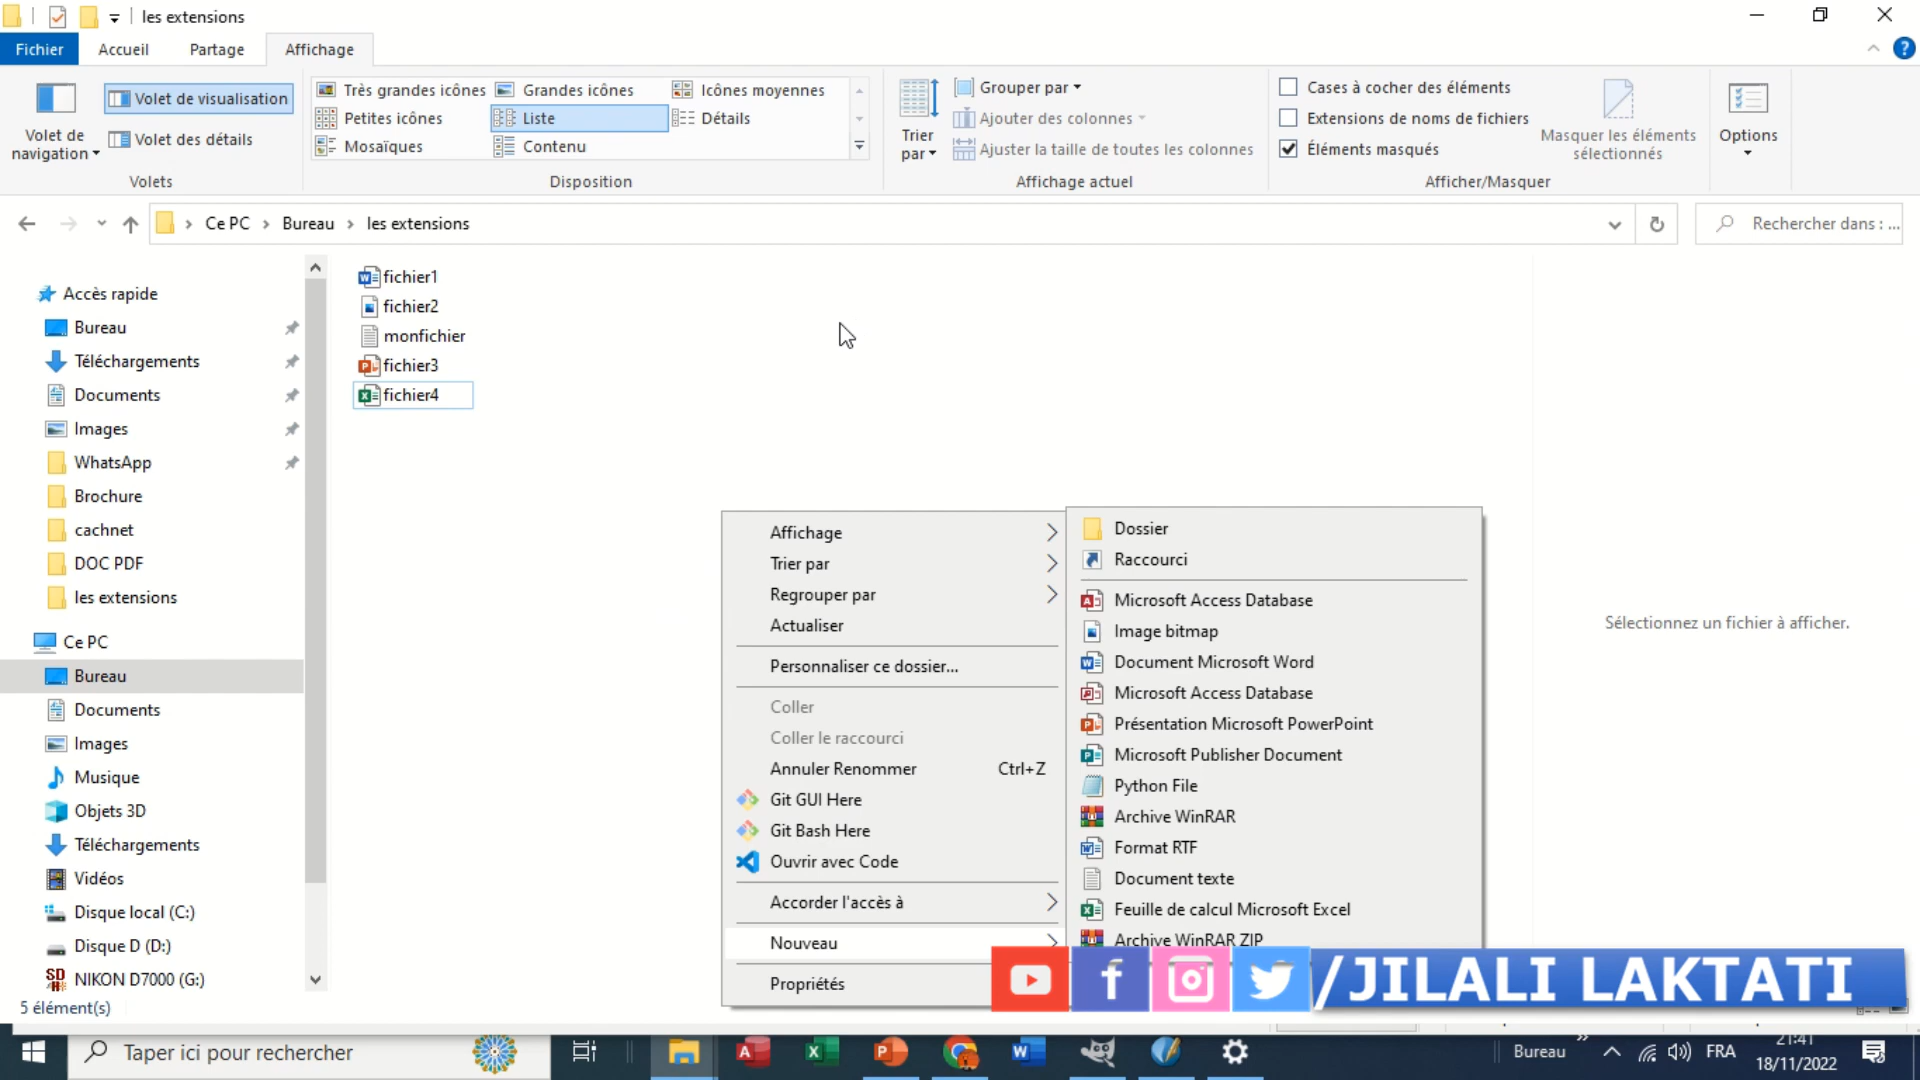 les extensions
Fichier Accueil Partage Affichage
Volet de navigation
Volet de visualisation
Volet des détails
Volets
Très grandes icônes Grandes icônes Icônes moyennes
Petites icônes Liste Détails
Mosaïques Contenu
Disposition
Trier par
Grouper par
Ajouter des colonnes
Ajuster la taille de toutes les colonnes
Affichage actuel
Cases à cocher des éléments
Extensions de noms de fichiers
Éléments masqués
Masquer les éléments
sélectionnés
Afficher/Masquer
Options
Ce PC > Bureau > les extensions
Rechercher dans : ...
Accès rapide
Bureau
Téléchargements
Documents
Images
WhatsApp
Brochure
cachnet
DOC PDF
les extensions
Ce PC
Bureau
Documents
Images
Musique
Objets 3D
Téléchargements
Vidéos
Disque local (C:)
Disque D (D:)
NIKON D7000 (G:)
5 élément(s)
fichier1
fichier2
monfichier
fichier3
fichier4
Affichage
Trier par
Regrouper par
Actualiser
Personnaliser ce dossier...
Coller
Coller le raccourci
Annuler Renommer Ctrl+Z
Git GUI Here
Git Bash Here
Ouvrir avec Code
Accorder l'accès à
Nouveau
Propriétés
Dossier
Raccourci
Microsoft Access Database
Image bitmap
Document Microsoft Word
Microsoft Access Database
Présentation Microsoft PowerPoint
Microsoft Publisher Document
Python File
Archive WinRAR
Format RTF
Document texte
Feuille de calcul Microsoft Excel
Archive WinRAR ZIP
Sélectionnez un fichier à afficher.
/JILALI LAKTATI
Taper ici pour rechercher
Bureau
FRA
21:41
18/11/2022